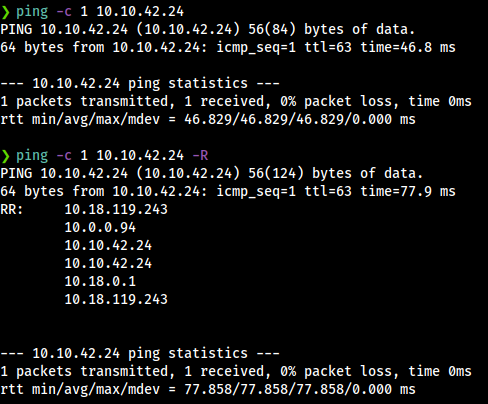 ❯ ping -c 1 10.10.42.24
PING 10.10.42.24 (10.10.42.24) 56(84) bytes of data.
64 bytes from 10.10.42.24: icmp_seq=1 ttl=63 time=46.8 ms
--- 10.10.42.24 ping statistics ---
1 packets transmitted, 1 received, 0% packet loss, time 0ms
rtt min/avg/max/mdev = 46.829/46.829/46.829/0.000 ms
❯ ping -c 1 10.10.42.24 -R
PING 10.10.42.24 (10.10.42.24) 56(124) bytes of data.
64 bytes from 10.10.42.24: icmp_seq=1 ttl=63 time=77.9 ms
RR:     10.18.119.243
        10.0.0.94
        10.10.42.24
        10.10.42.24
        10.18.0.1
        10.18.119.243
--- 10.10.42.24 ping statistics ---
1 packets transmitted, 1 received, 0% packet loss, time 0ms
rtt min/avg/max/mdev = 77.858/77.858/77.858/0.000 ms